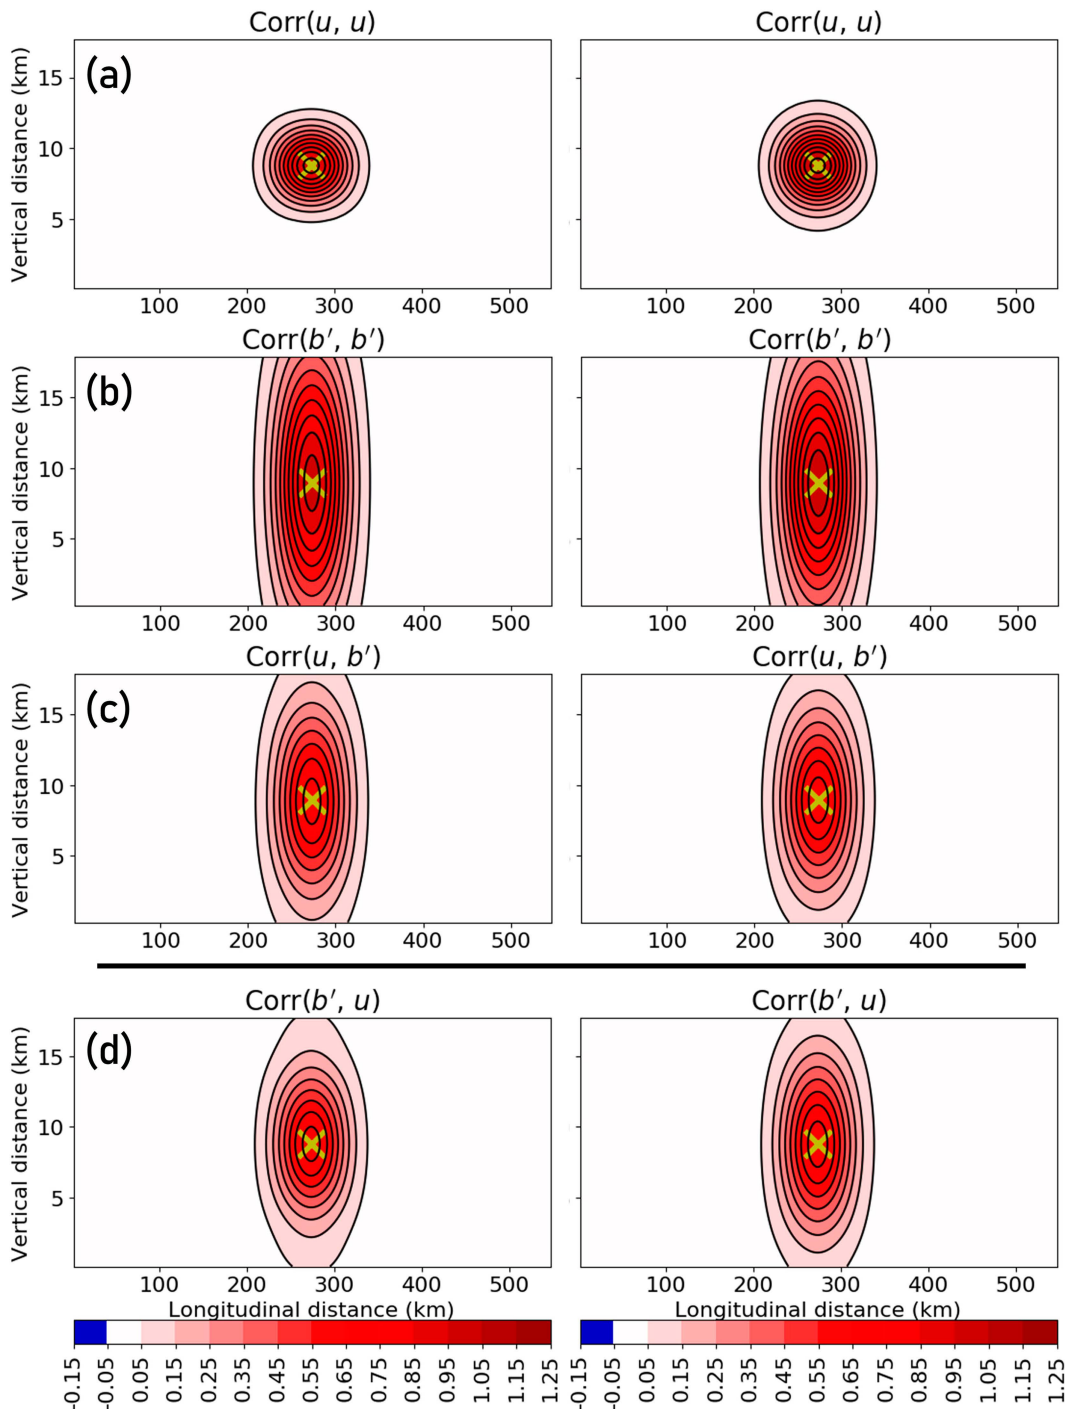 Corr(u, u) Corr(u, u)
(a)
Vertical distance (km)
15
10
5
100 200 300 400 500 100 200 300 400 500
Corr(b′, b′) Corr(b′, b′)
(b)
Vertical distance (km)
15
10
5
100 200 300 400 500 100 200 300 400 500
Corr(u, b′) Corr(u, b′)
(c)
Vertical distance (km)
15
10
5
100 200 300 400 500 100 200 300 400 500
Corr(b′, u) Corr(b′, u)
(d)
Vertical distance (km)
15
10
5
100 200 300 400 500 100 200 300 400 500
Longitudinal distance (km) Longitudinal distance (km)
-0.15 -0.05 0.05 0.15 0.25 0.35 0.45 0.55 0.65 0.75 0.85 0.95 1.05 1.15 1.25 -0.15 -0.05 0.05 0.15 0.25 0.35 0.45 0.55 0.65 0.75 0.85 0.95 1.05 1.15 1.25